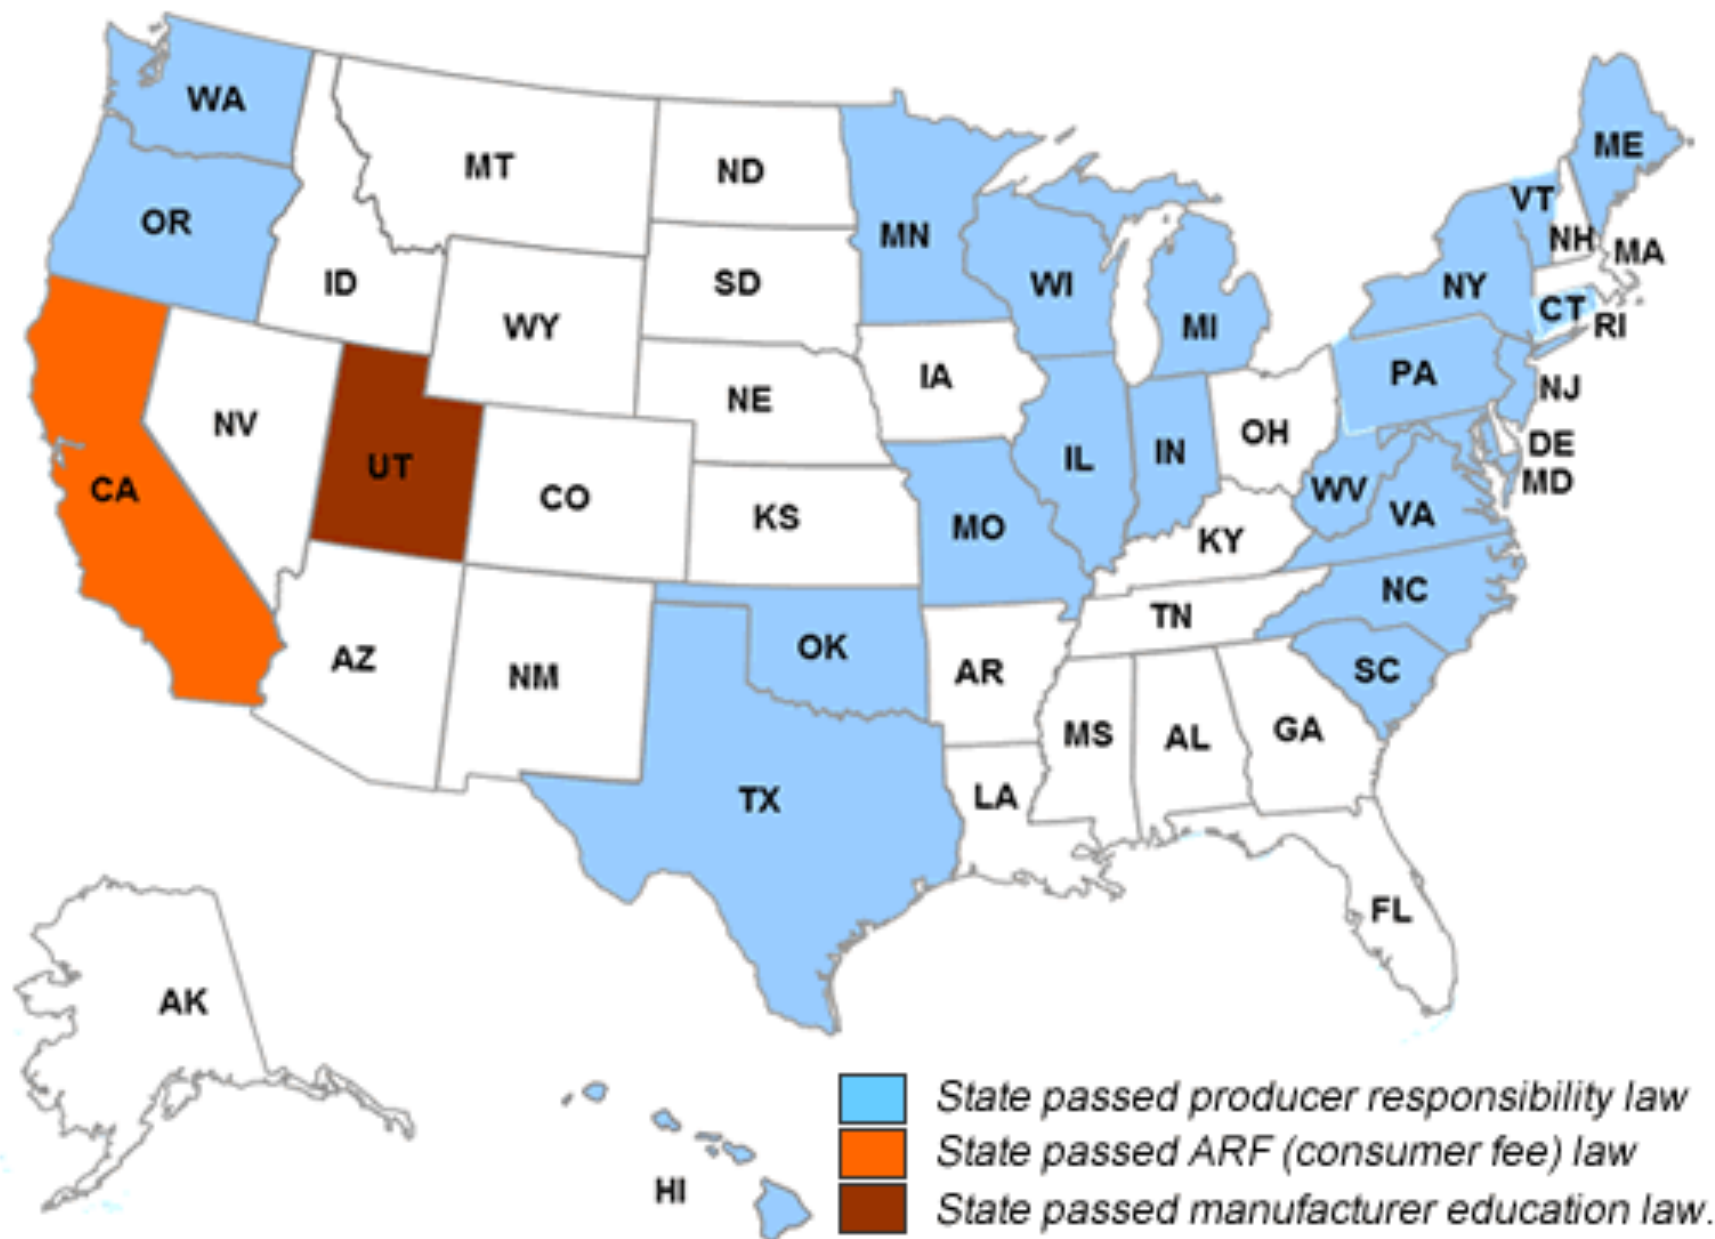 WA
MT
ND
ME
VT
OR
MN
NH
MA
ID
SD
WI
NY
CT
WY
MI
RI
IA
PA
NE
NJ
NV
OH
DE
UT
IL
IN
MD
CA
CO
WV
KS
MO
VA
KY
NC
TN
OK
AZ
NM
AR
SC
MS
AL
GA
TX
LA
FL
AK
HI
State passed producer responsibility law
State passed ARF (consumer fee) law
State passed manufacturer education law.